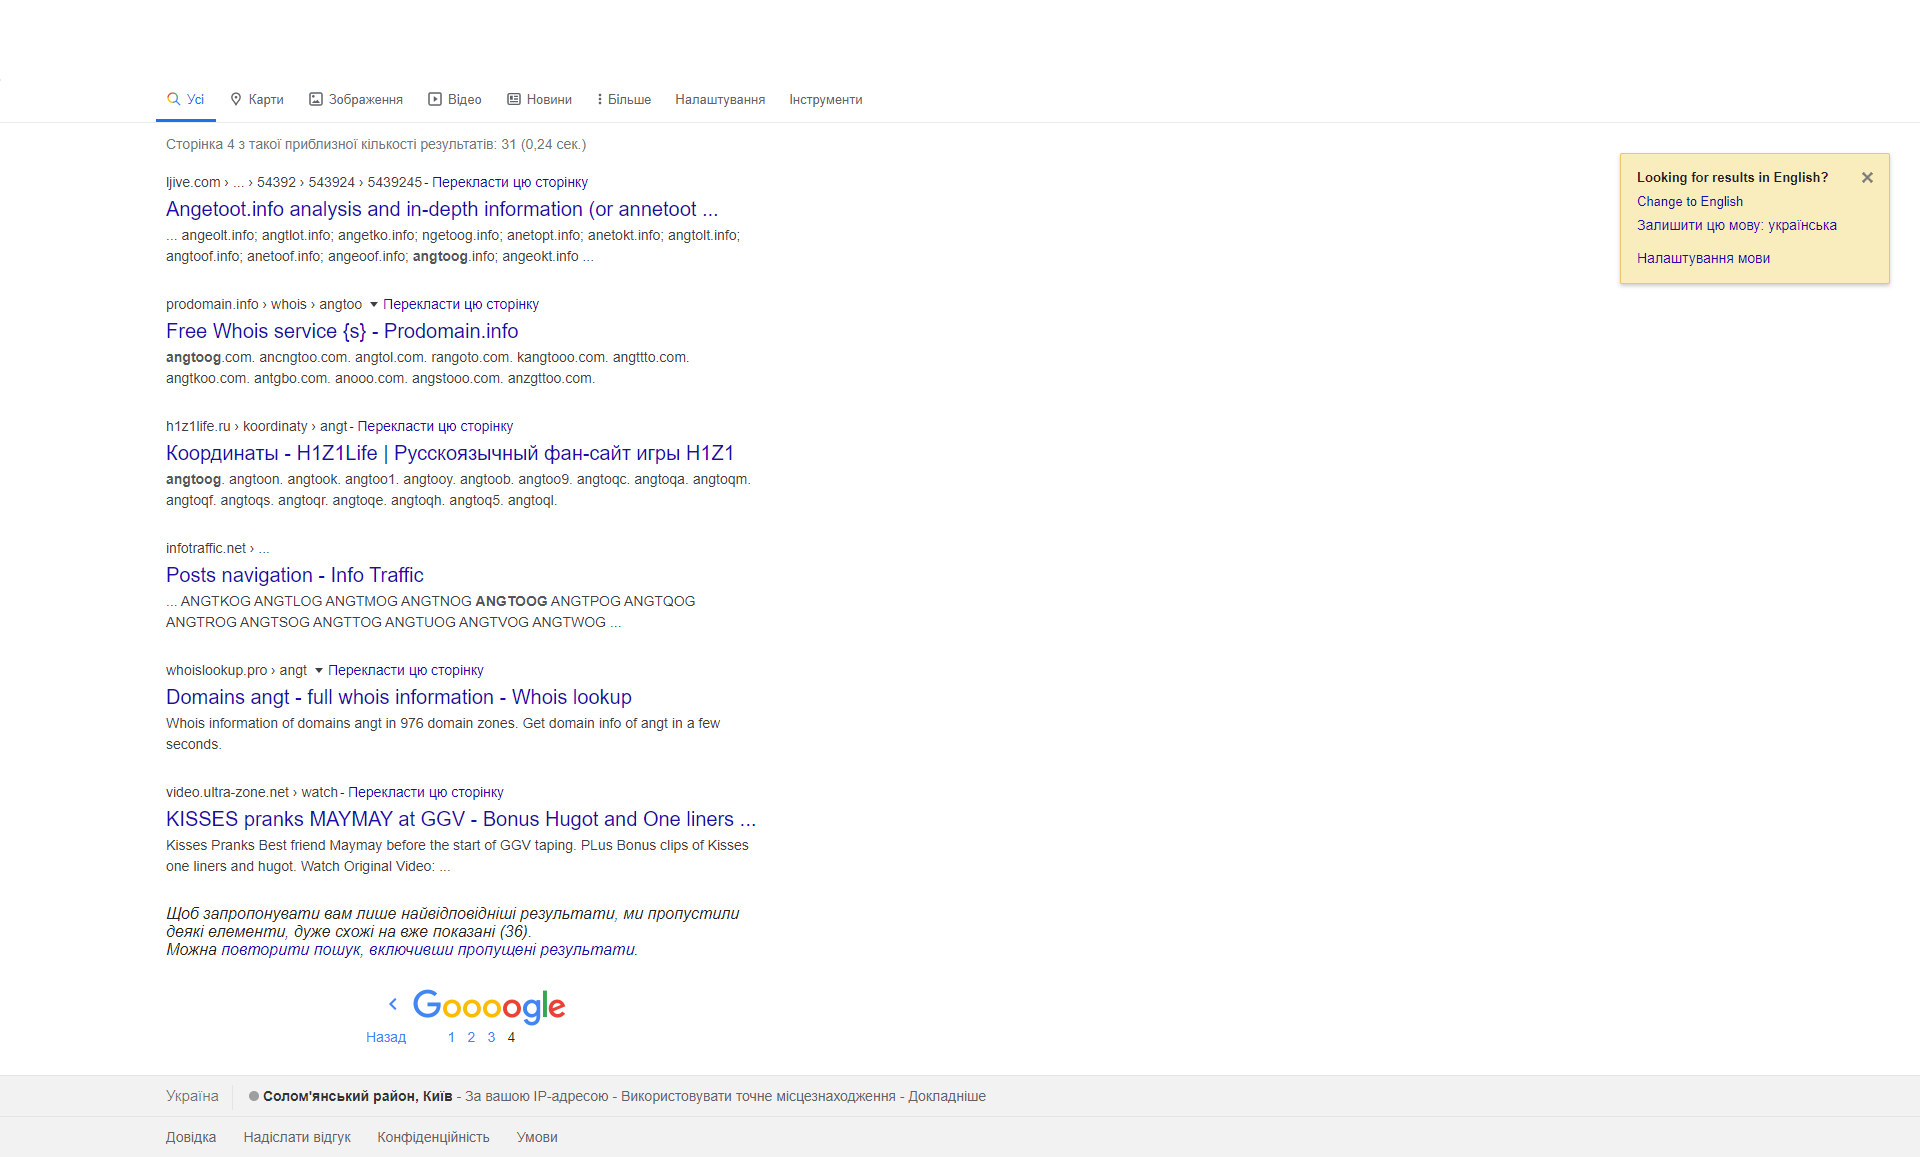 Усі Карти Зображення Відео Новини Більше Налаштування Інструменти
Сторінка 4 з такої приблизної кількості результатів: 31 (0,24 сек.)
ljive.com › ... › 54392 › 543924 › 5439245 - Перекласти цю сторінку
Angetoot.info analysis and in-depth information (or annetoot ...
... angeolt.info; angtlot.info; angetko.info; ngetoog.info; anetopt.info; anetokt.info; angtolt.info;
angtoof.info; anetoof.info; angeoof.info; angtoog.info; angeokt.info ...
prodomain.info › whois › angtoo Перекласти цю сторінку
Free Whois service {s} - Prodomain.info
angtoog.com. ancngtoo.com. angtol.com. rangoto.com. kangtooo.com. angttto.com.
angtkoo.com. antgbo.com. anooo.com. angstooo.com. anzgttoo.com.
h1z1life.ru › koordinaty › angt - Перекласти цю сторінку
Координаты - H1Z1Life | Русскоязычный фан-сайт игры H1Z1
angtoog. angtoon. angtook. angtoo1. angtooy. angtoob. angtoo9. angtoqc. angtoqa. angtoqm.
angtoqf. angtoqs. angtoqr. angtoqe. angtoqh. angtoq5. angtoql.
infotraffic.net › ...
Posts navigation - Info Traffic
... ANGTKOG ANGTLOG ANGTMOG ANGTNOG ANGTOOG ANGTPOG ANGTQOG
ANGTROG ANGTSOG ANGTTOG ANGTUOG ANGTVOG ANGTWOG ...
whoislookup.pro › angt Перекласти цю сторінку
Domains angt - full whois information - Whois lookup
Whois information of domains angt in 976 domain zones. Get domain info of angt in a few
seconds.
video.ultra-zone.net › watch - Перекласти цю сторінку
KISSES pranks MAYMAY at GGV - Bonus Hugot and One liners ...
Kisses Pranks Best friend Maymay before the start of GGV taping. PLus Bonus clips of Kisses
one liners and hugot. Watch Original Video: ...
Щоб запропонувати вам лише найвідповідніші результати, ми пропустили
деякі елементи, дуже схожі на вже показані (36).
Можна повторити пошук, включивши пропущені результати.
Goooogle
Назад 1 2 3 4
Looking for results in English?
Change to English
Залишити цю мову: українська
Налаштування мови
Україна Солом'янський район, Київ - За вашою IP-адресою - Використовувати точне місцезнаходження - Докладніше
Довідка Надіслати відгук Конфіденційність Умови